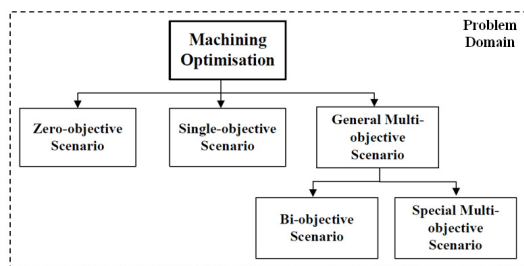 Problem
Domain
Machining
Optimisation
Zero-objective
Scenario
Single-objective
Scenario
General Multi-
objective
Scenario
Bi-objective
Scenario
Special Multi-
objective
Scenario